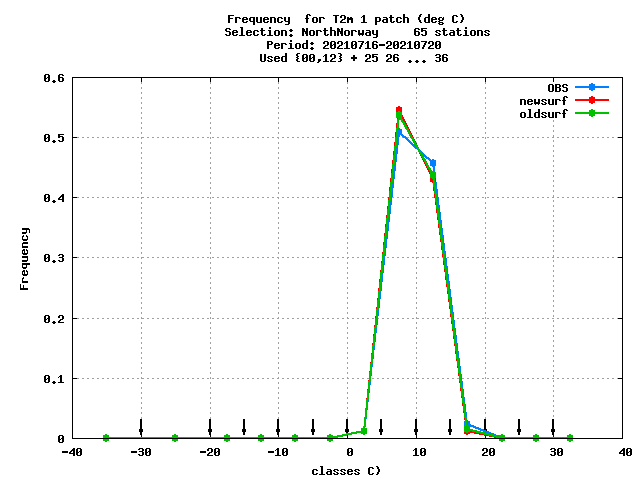 Frequency  for T2m 1 patch (deg C)
Selection: NorthNorway     65 stations
Period: 20210716-20210720
Used {00,12} + 25 26 ... 36
0.6
OBS
newsurf
oldsurf
0.5
0.4
0.3
0.2
0.1
0
Frequency
-40 -30 -20 -10 0 10 20 30 40
classes C)